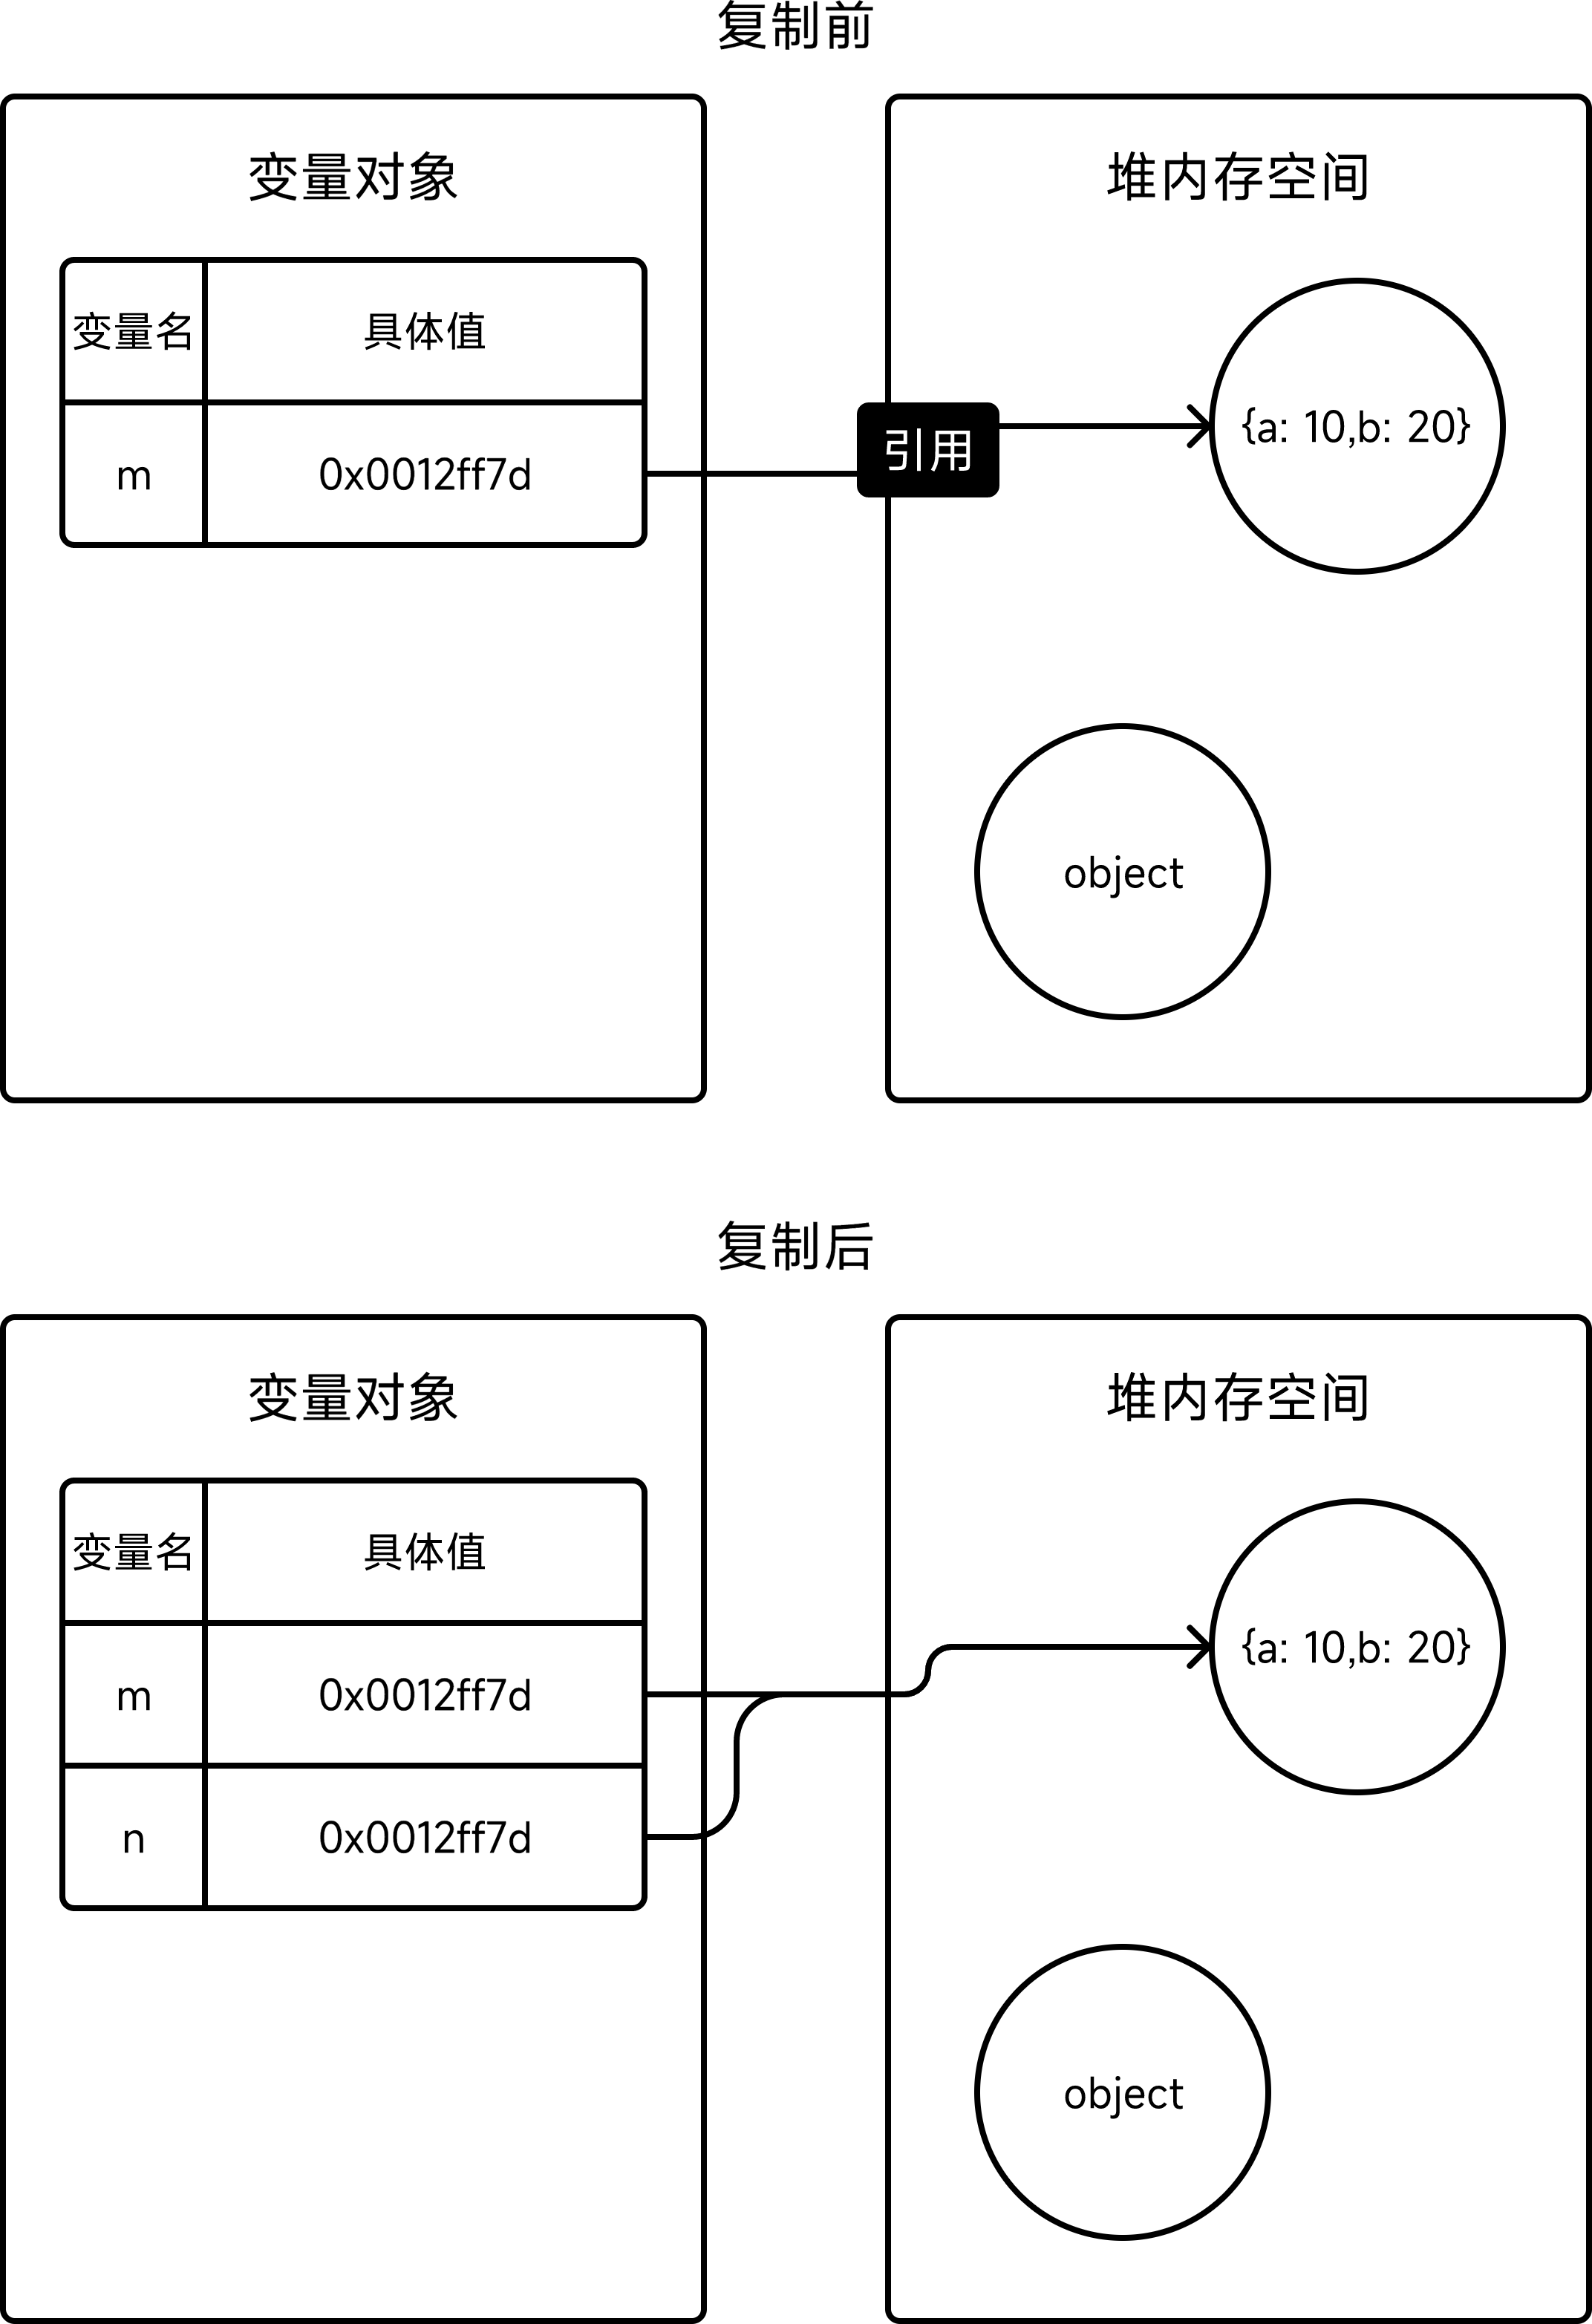 复制前
变量对象
堆内存空间
变量名 具体值
m 0x0012ff7d
引用
{a: 10,b: 20}
object
复制后
变量对象
堆内存空间
变量名 具体值
m 0x0012ff7d
n 0x0012ff7d
{a: 10,b: 20}
object